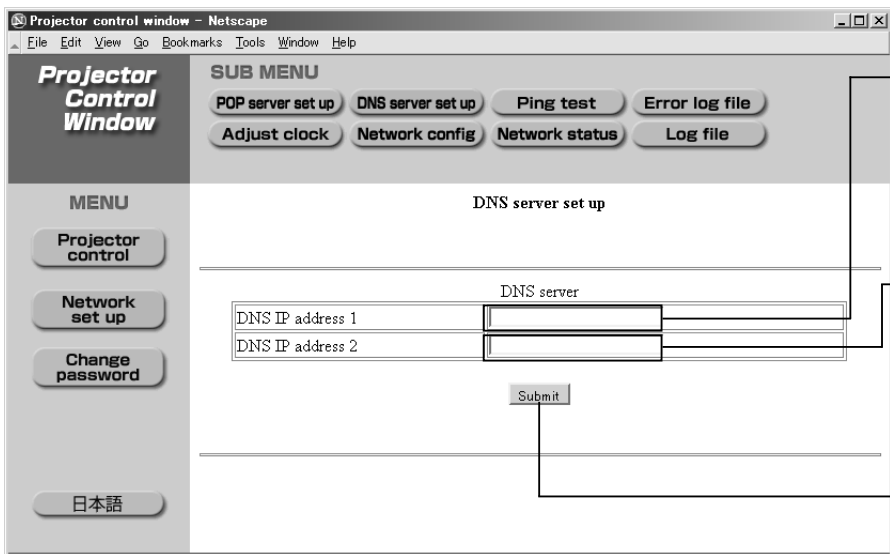 Projector control window - Netscape
File Edit View Go Bookmarks Tools Window Help
Projector
Control
Window
SUB MENU
POP server set up DNS server set up Ping test Error log file
Adjust clock Network config Network status Log file
MENU
Projector
control
Network
set up
Change
password
日本語
DNS server set up
DNS server
DNS IP address 1
DNS IP address 2
Submit